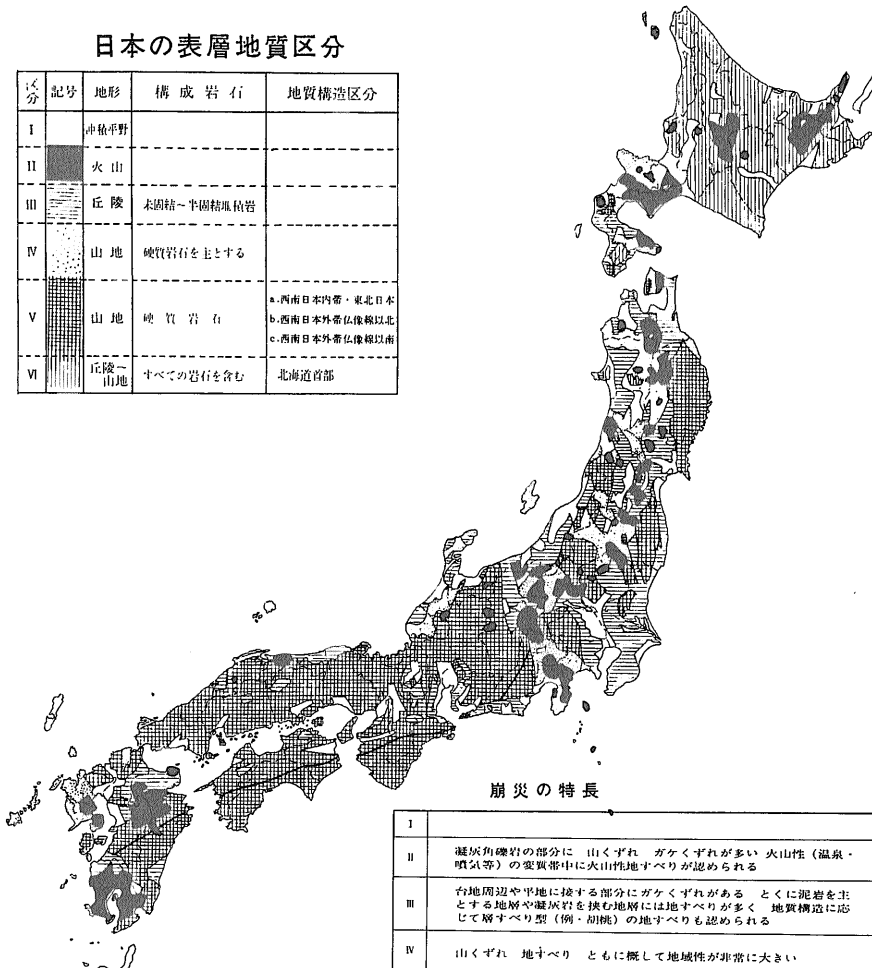 日本の表層地質区分
区分 記号 地形 構成岩石 地質構造区分
I 沖積平野
II 火山
III 丘陵 未固結〜半固結堆積岩
IV 山地 硬質岩石を主とする
V 山地 硬質岩石
a.西南日本内帯・東北日本
b.西南日本外帯仏像線以北
c.西南日本外帯仏像線以南
VI 丘陵〜山地 すべての岩石を含む 北海道首部
崩災の特長
I
II 凝灰角礫岩の部分に 山くずれ ガケくずれが多い 火山性(温泉・
噴気等)の変質帯中に火山性地すべりが認められる
III 台地周辺や平地に接する部分にガケくずれがある とくに泥岩を主
とする地層や凝灰岩を挟む地層には地すべりが多く 地質構造に応
じて層すべり型(例・胡桃)の地すべりも認められる
IV 山くずれ 地すべり ともに概して地域性が非常に大きい